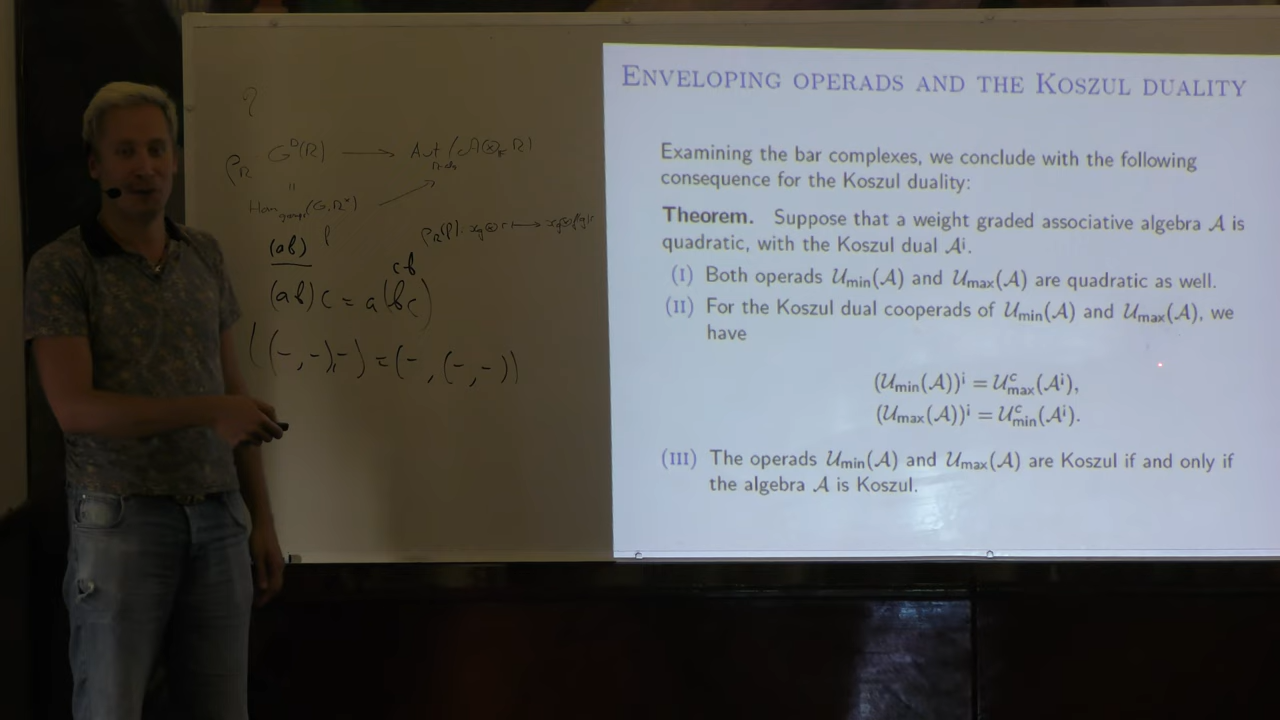 ρ_R G^D(R) ⟶ Aut (A⊗_F R)
Hom (G, R^×)
(ab)
cb
(ab)c = a(bc)
((−,−),−) = (−,(−,−))
ENVELOPING OPERADS AND THE KOSZUL DUALITY
Examining the bar complexes, we conclude with the following
consequence for the Koszul duality:
Theorem. Suppose that a weight graded associative algebra 𝒜 is
quadratic, with the Koszul dual 𝒜^¡.
(I) Both operads 𝒰_min(𝒜) and 𝒰_max(𝒜) are quadratic as well.
(II) For the Koszul dual cooperads of 𝒰_min(𝒜) and 𝒰_max(𝒜), we
have
(𝒰_min(𝒜))^¡ = 𝒰^c_max(𝒜^¡),
(𝒰_max(𝒜))^¡ = 𝒰^c_min(𝒜^¡).
(III) The operads 𝒰_min(𝒜) and 𝒰_max(𝒜) are Koszul if and only if
the algebra 𝒜 is Koszul.